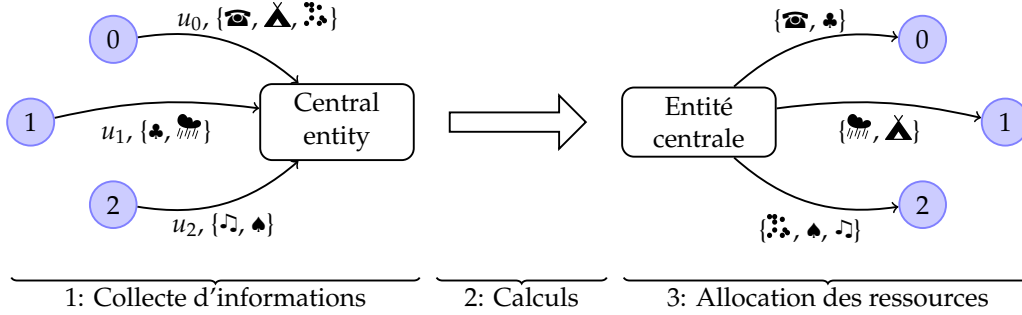 0
u₀, {☎, ⛺, ⁙}
1
u₁, {♣, 🌧}
2
u₂, {♫, ♠}
Central
entity
Entité
centrale
{☎, ♣}
0
{🌧, ⛺}
1
{⁙, ♠, ♫}
2
1: Collecte d'informations
2: Calculs
3: Allocation des ressources